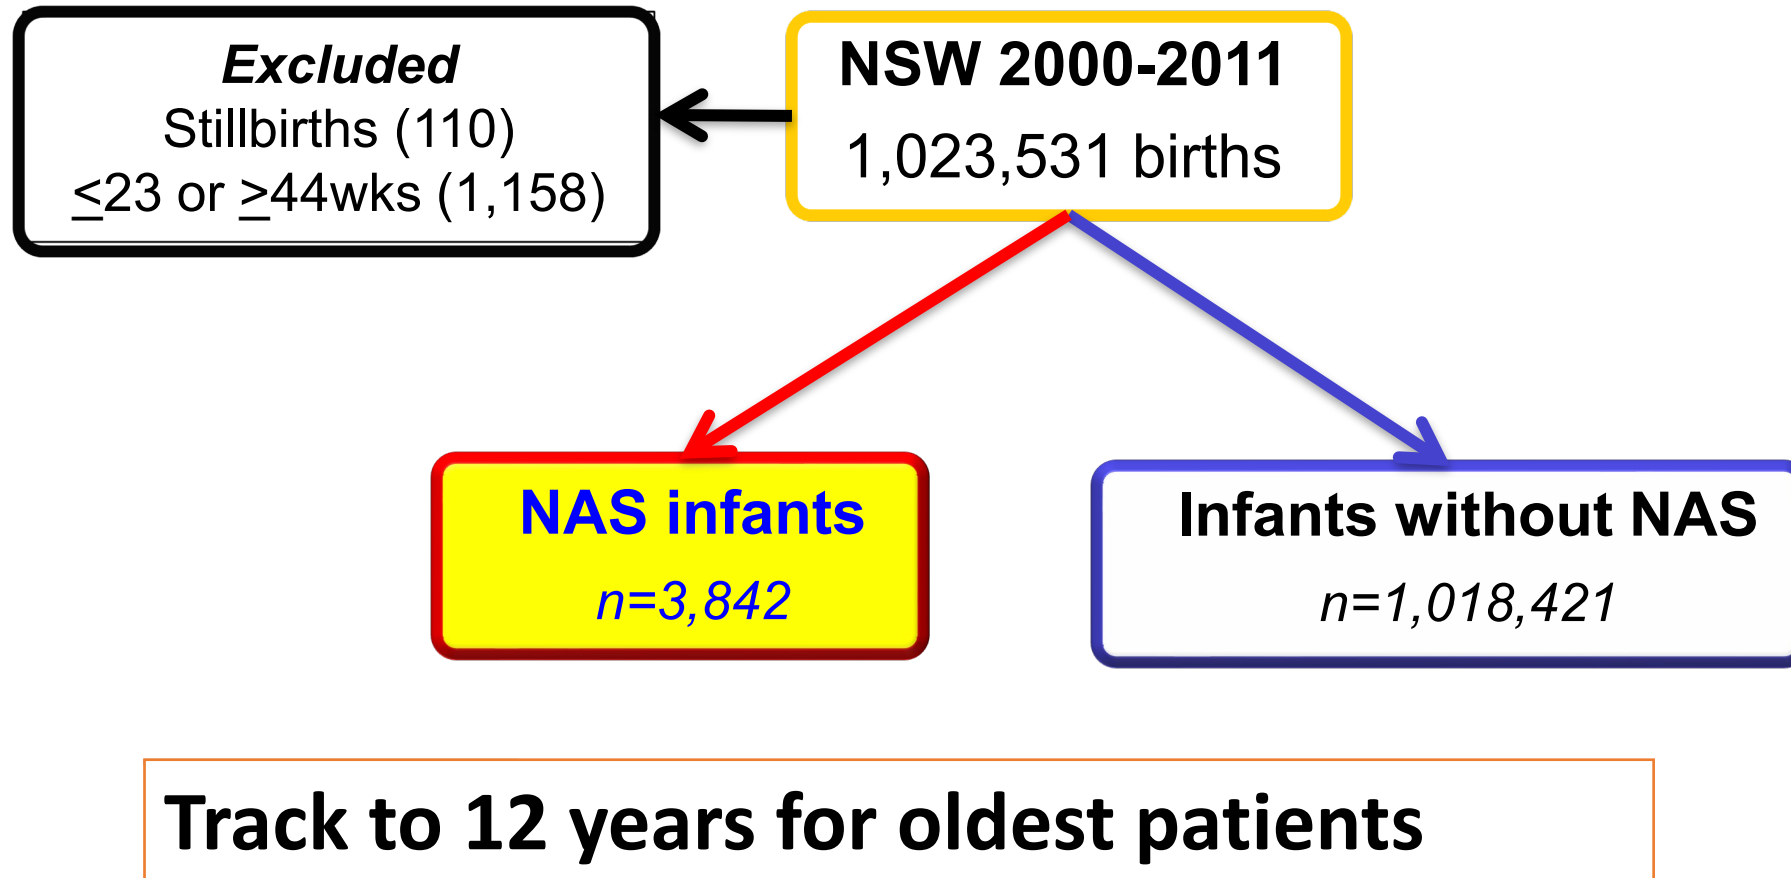 Excluded
Stillbirths (110)
≤23 or ≥44wks (1,158)
NSW 2000-2011
1,023,531 births
NAS infants
n=3,842
Infants without NAS
n=1,018,421
Track to 12 years for oldest patients